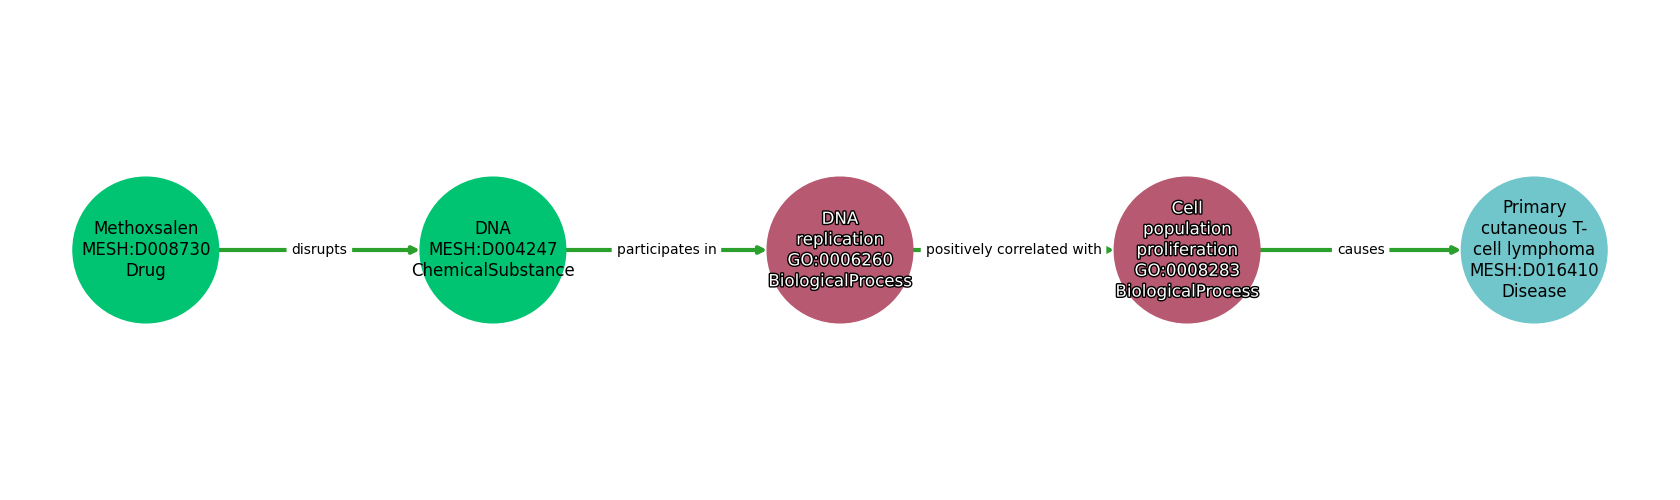 Methoxsalen
MESH:D008730
Drug
disrupts
DNA
MESH:D004247
ChemicalSubstance
participates in
DNA
replication
GO:0006260
BiologicalProcess
positively correlated with
Cell
population
proliferation
GO:0008283
BiologicalProcess
causes
Primary
cutaneous T-
cell lymphoma
MESH:D016410
Disease